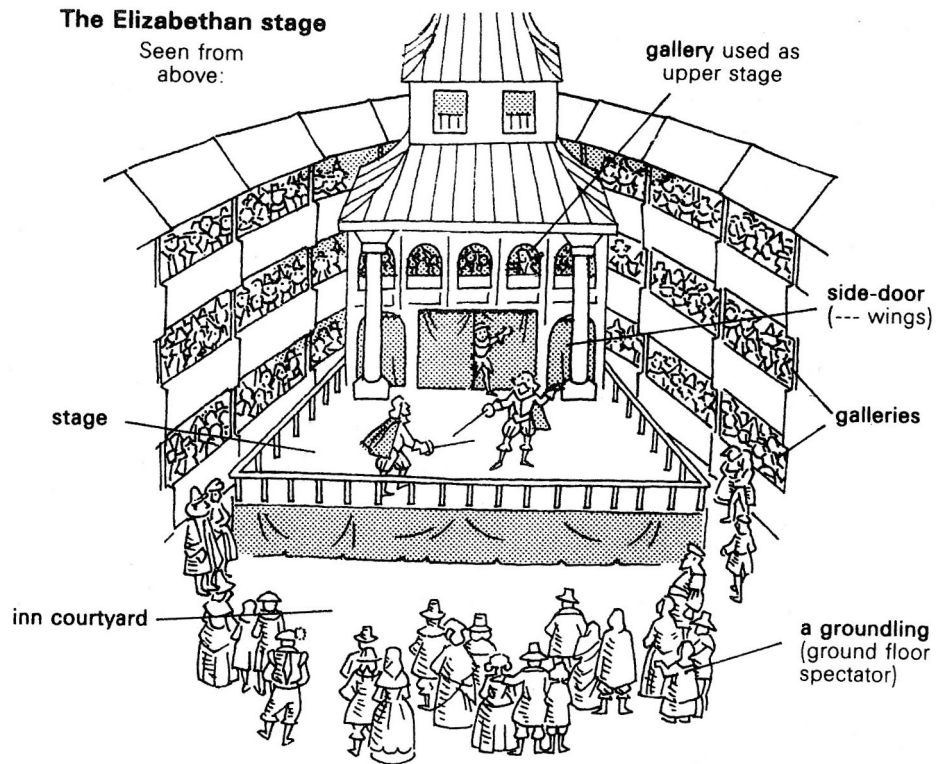 The Elizabethan stage
Seen from
above:
gallery used as
upper stage
side-door
(--- wings)
stage
galleries
inn courtyard
a groundling
(ground floor
spectator)